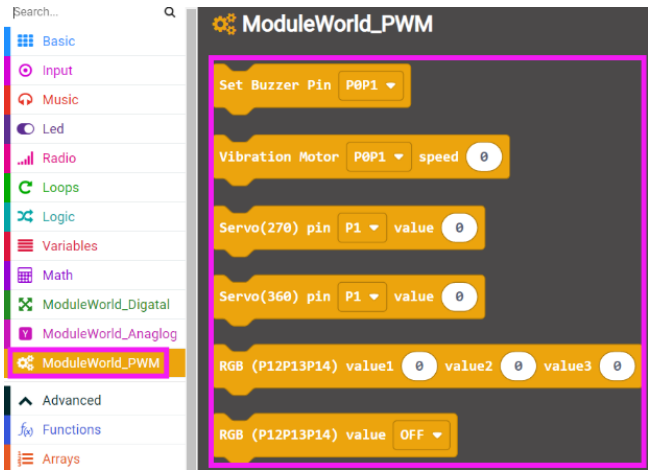 Search...
Basic
Input
Music
Led
Radio
Loops
Logic
Variables
Math
ModuleWorld_Digatal
ModuleWorld_Anaglog
ModuleWorld_PWM
Advanced
f(x) Functions
Arrays
ModuleWorld_PWM
Set Buzzer Pin P0P1
Vibration Motor P0P1 speed 0
Servo(270) pin P1 value 0
Servo(360) pin P1 value 0
RGB (P12P13P14) value1 0 value2 0 value3 0
RGB (P12P13P14) value OFF